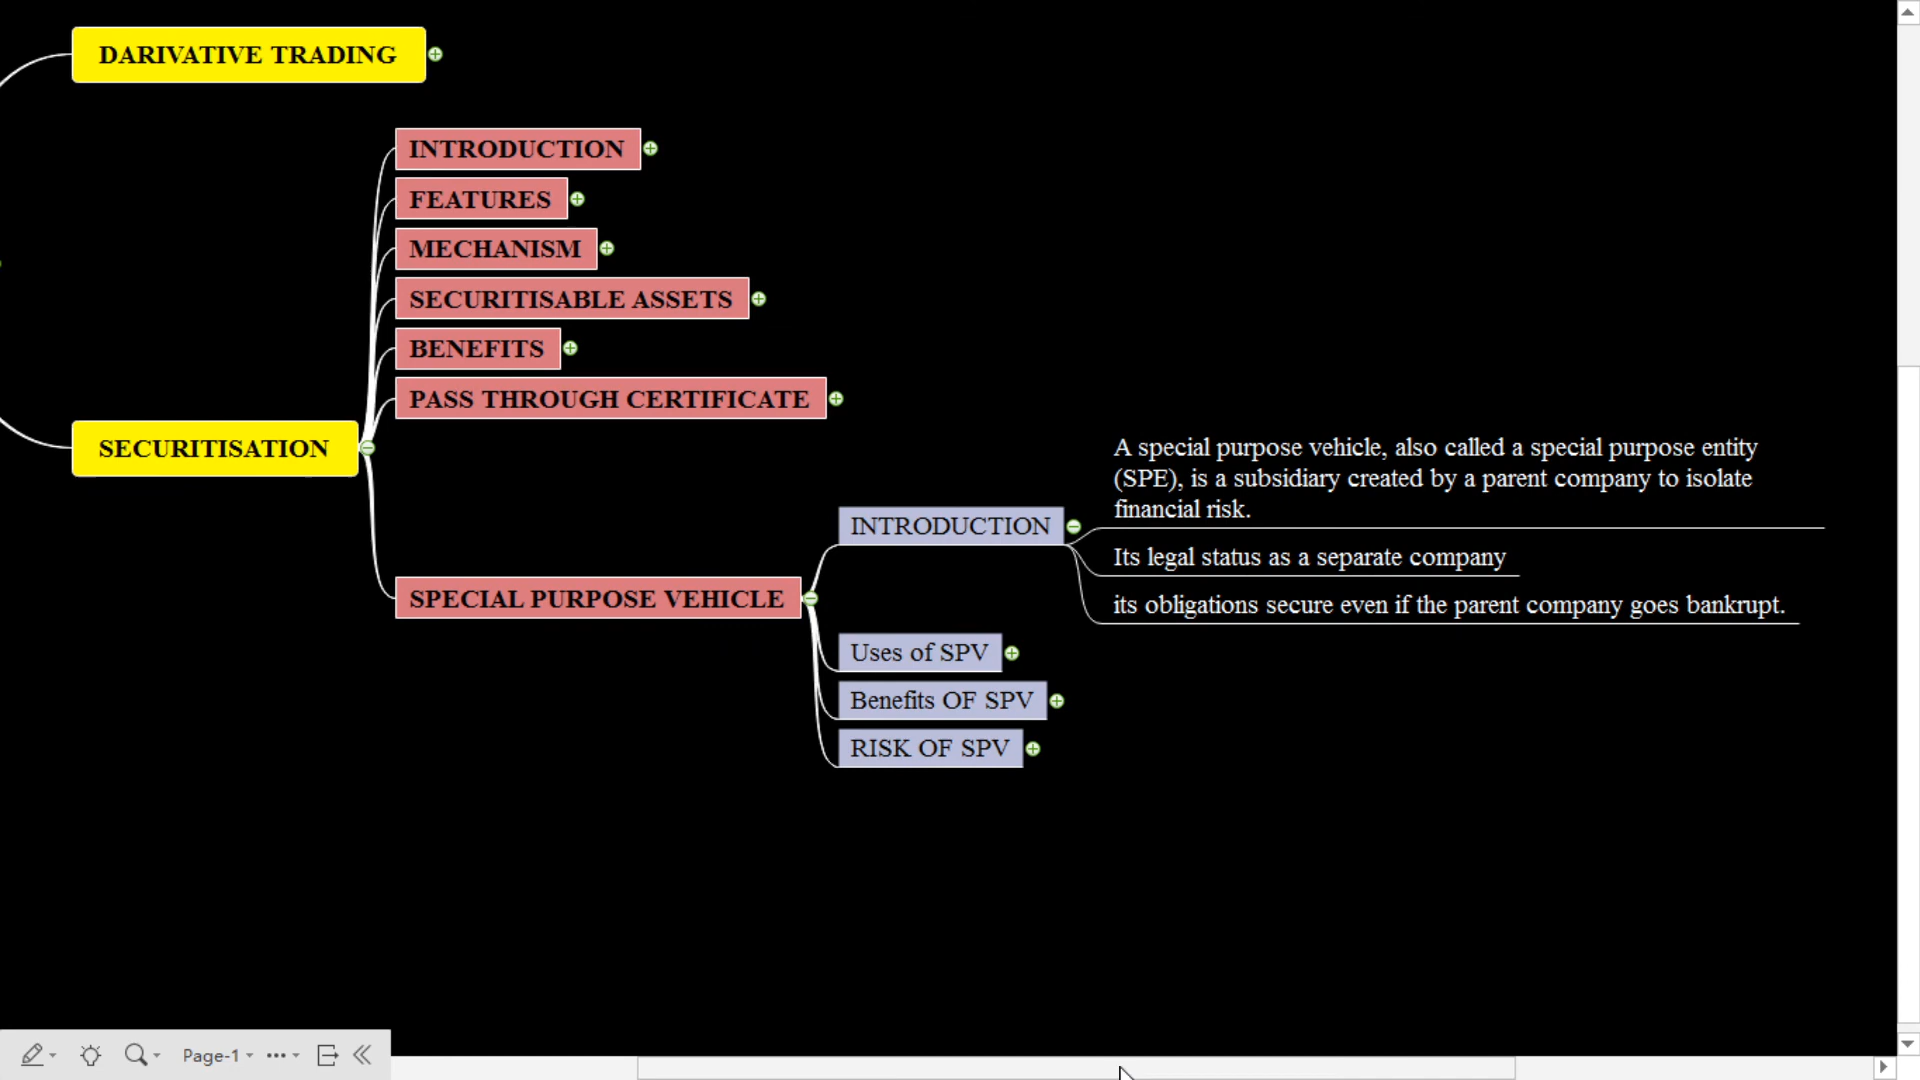 DARIVATIVE TRADING
INTRODUCTION
FEATURES
MECHANISM
SECURITISABLE ASSETS
BENEFITS
PASS THROUGH CERTIFICATE
SECURITISATION
A special purpose vehicle, also called a special purpose entity
(SPE), is a subsidiary created by a parent company to isolate
financial risk.
INTRODUCTION
Its legal status as a separate company
its obligations secure even if the parent company goes bankrupt.
SPECIAL PURPOSE VEHICLE
Uses of SPV
Benefits OF SPV
RISK OF SPV
Page-1